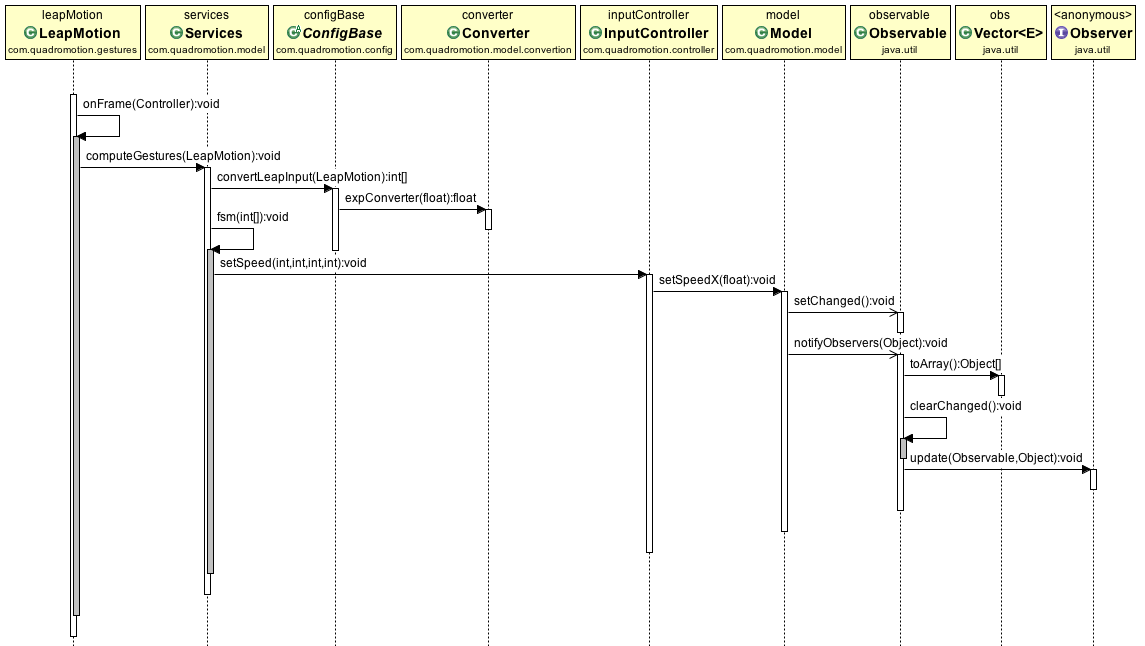 leapMotion
LeapMotion
com.quadromotion.gestures
services
Services
com.quadromotion.model
configBase
ConfigBase
com.quadromotion.config
converter
Converter
com.quadromotion.model.convertion
inputController
InputController
com.quadromotion.controller
model
Model
com.quadromotion.model
observable
Observable
java.util
obs
Vector<E>
java.util
<anonymous>
Observer
java.util
onFrame(Controller):void
computeGestures(LeapMotion):void
convertLeapInput(LeapMotion):int[]
expConverter(float):float
fsm(int[]):void
setSpeed(int,int,int,int):void
setSpeedX(float):void
setChanged():void
notifyObservers(Object):void
toArray():Object[]
clearChanged():void
update(Observable,Object):void